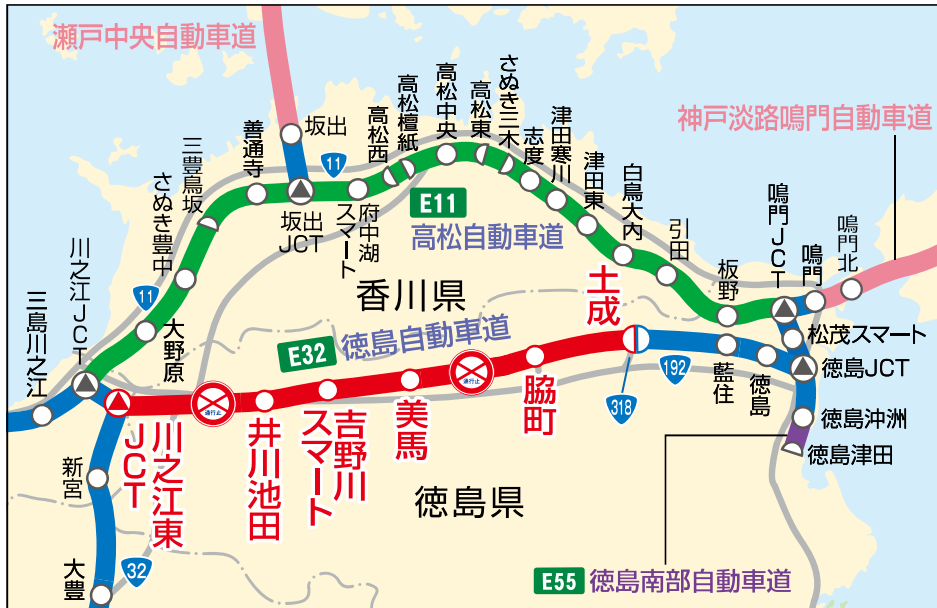 瀬戸中央自動車道
神戸淡路鳴門自動車道
坂出
善通寺
三豊鳥坂
さぬき豊中
11
坂出
JCT
府中湖
スマート
高松西
高松檀紙
高松中央
高松東
さぬき三木
志度
津田寒川
津田東
白鳥大内
引田
板野
鳴門JCT
鳴門
鳴門北
E11
高松自動車道
香川県
川之江JCT
三島川之江
11
大野原
E32
徳島自動車道
土成
松茂スマート
徳島JCT
192
藍住
徳島
318
通行止
通行止
川之江東
JCT
井川池田
吉野川
スマート
美馬
脇町
徳島沖洲
徳島津田
新宮
大豊
32
徳島県
E55
徳島南部自動車道